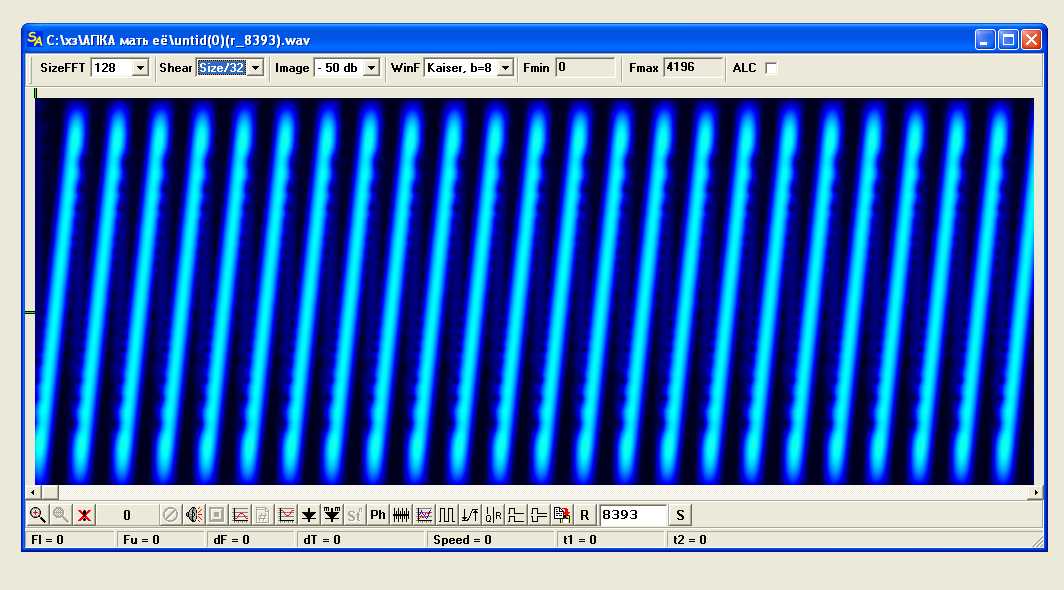 SA C:\хз\АПКА мать её\untid(0)(r_8393).wav
SizeFFT 128 Shear Size/32 Image - 50 db WinF Kaiser, b=8 Fmin 0 Fmax 4196 ALC
0 St Ph R 8393 S
Fl = 0 Fu = 0 dF = 0 dT = 0 Speed = 0 t1 = 0 t2 = 0